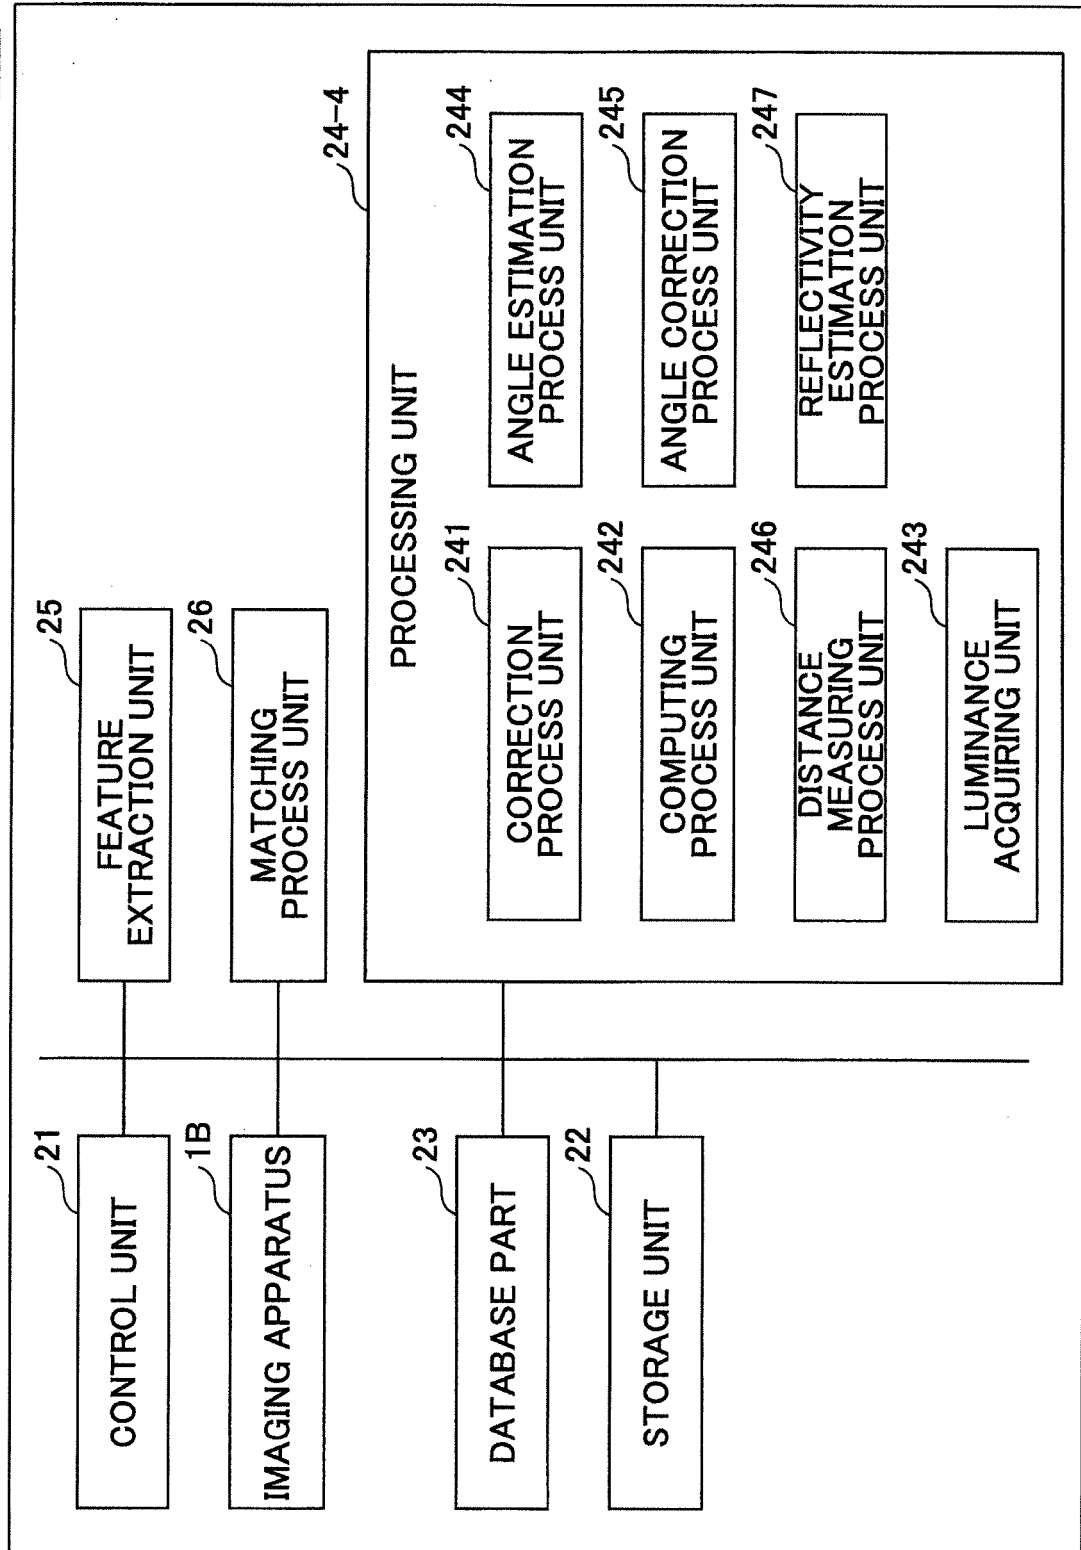 21
CONTROL UNIT
1B
IMAGING APPARATUS
23
DATABASE PART
22
STORAGE UNIT
25
FEATURE
EXTRACTION UNIT
26
MATCHING
PROCESS UNIT
24-4
PROCESSING UNIT
241
CORRECTION
PROCESS UNIT
242
COMPUTING
PROCESS UNIT
246
DISTANCE
MEASURING
PROCESS UNIT
243
LUMINANCE
ACQUIRING UNIT
244
ANGLE ESTIMATION
PROCESS UNIT
245
ANGLE CORRECTION
PROCESS UNIT
247
REFLECTIVITY
ESTIMATION
PROCESS UNIT